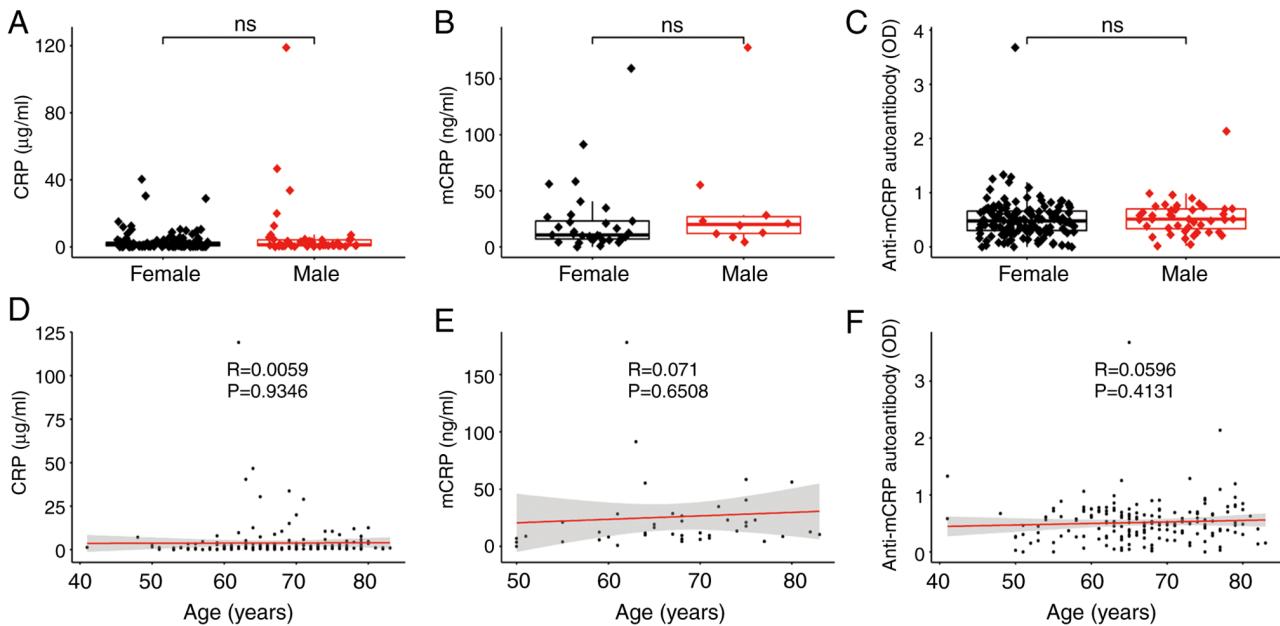 A
ns
CRP (μg/ml)
120
80
40
0
Female
Male
B
ns
mCRP (ng/ml)
150
100
50
0
Female
Male
C
ns
Anti-mCRP autoantibody (OD)
4
3
2
1
0
Female
Male
D
R=0.0059
P=0.9346
CRP (μg/ml)
125
100
75
50
25
0
40
50
60
70
80
Age (years)
E
R=0.071
P=0.6508
mCRP (ng/ml)
150
100
50
0
50
60
70
80
Age (years)
F
R=0.0596
P=0.4131
Anti-mCRP autoantibody (OD)
3
2
1
0
40
50
60
70
80
Age (years)